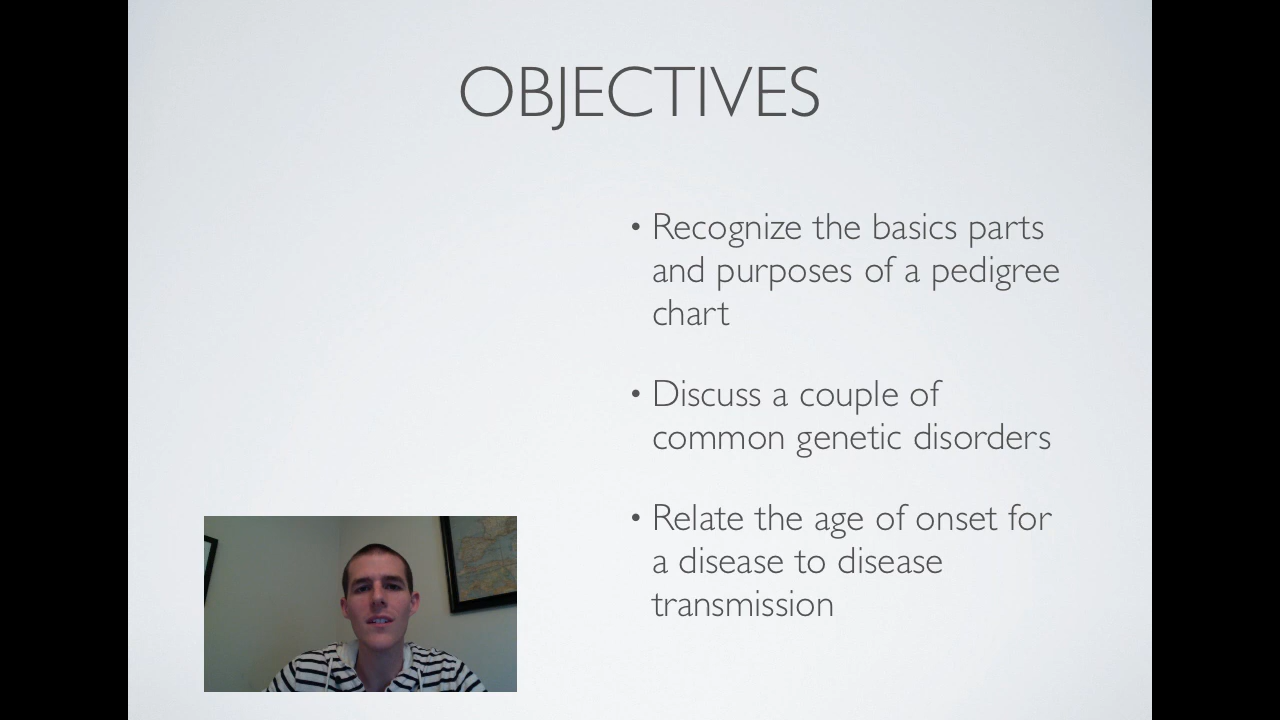 OBJECTIVES
• Recognize the basics parts
and purposes of a pedigree
chart
• Discuss a couple of
common genetic disorders
• Relate the age of onset for
a disease to disease
transmission